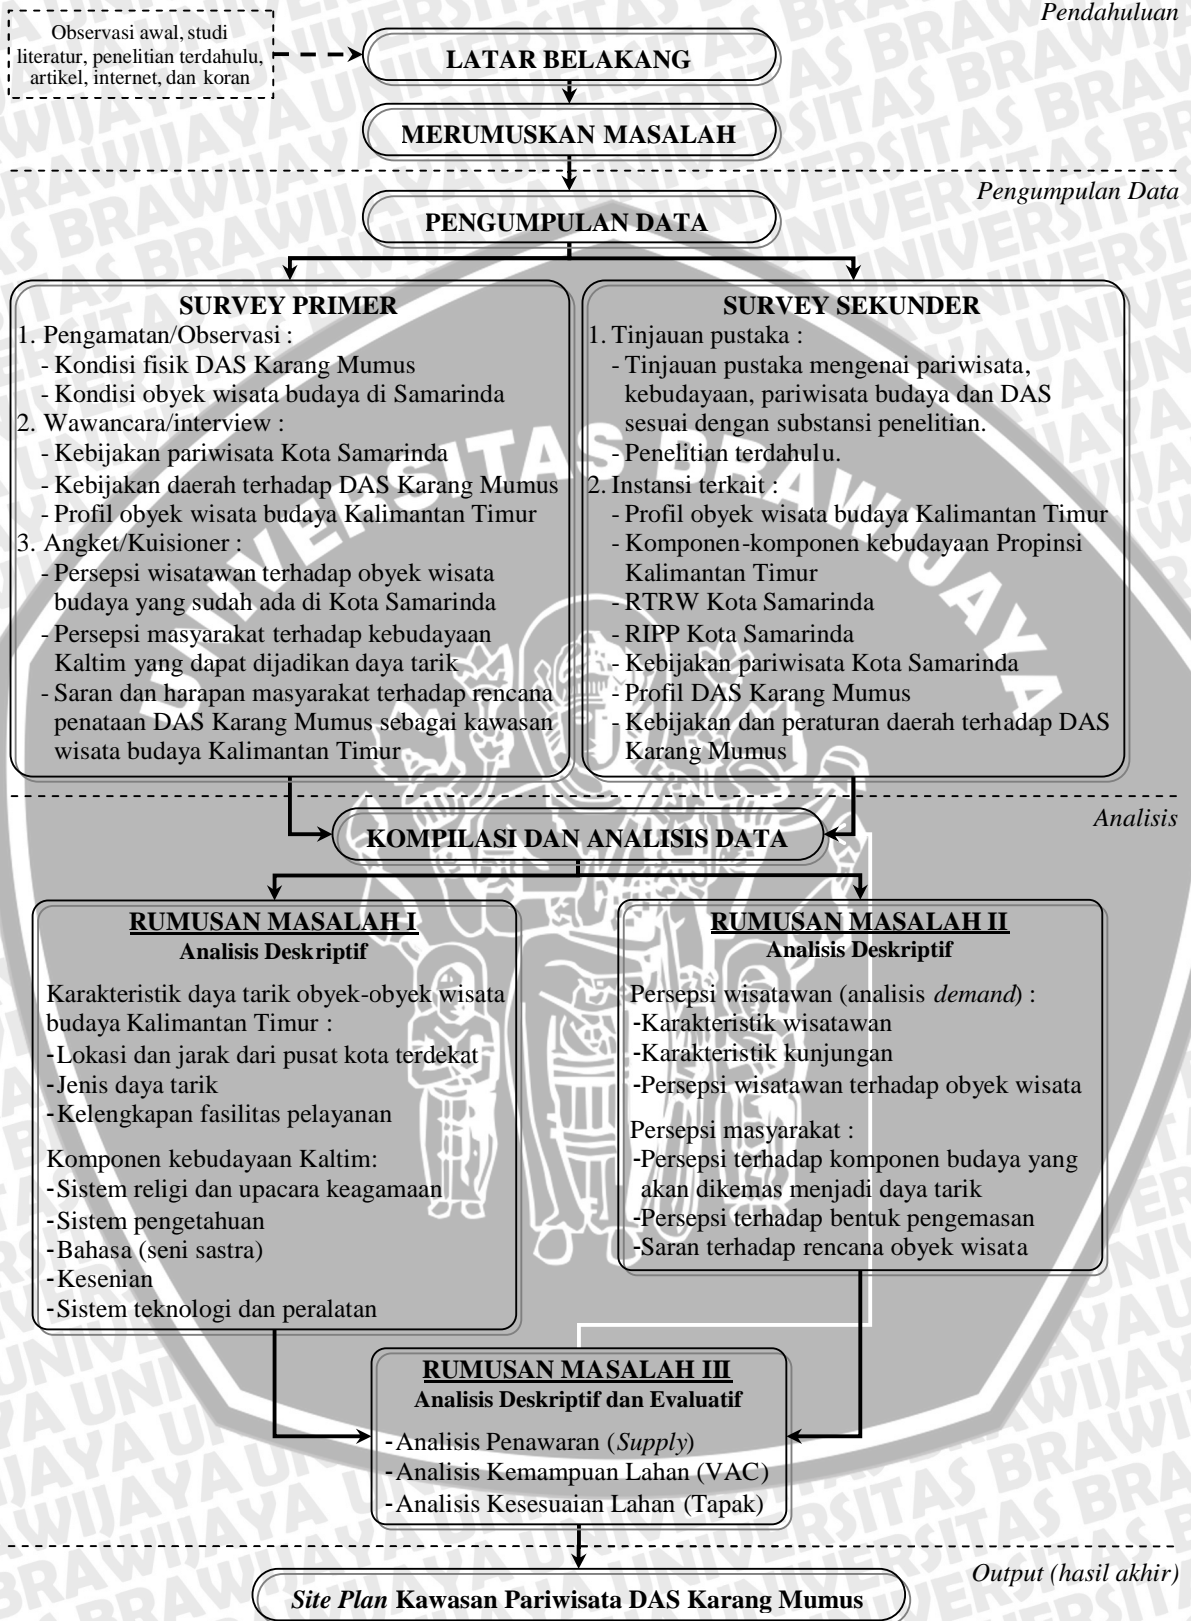 Pendahuluan
Observasi awal, studi
literatur, penelitian terdahulu,
artikel, internet, dan koran
LATAR BELAKANG
MERUMUSKAN MASALAH
Pengumpulan Data
PENGUMPULAN DATA
SURVEY PRIMER
1. Pengamatan/Observasi :
- Kondisi fisik DAS Karang Mumus
- Kondisi obyek wisata budaya di Samarinda
2. Wawancara/interview :
- Kebijakan pariwisata Kota Samarinda
- Kebijakan daerah terhadap DAS Karang Mumus
- Profil obyek wisata budaya Kalimantan Timur
3. Angket/Kuisioner :
- Persepsi wisatawan terhadap obyek wisata
budaya yang sudah ada di Kota Samarinda
- Persepsi masyarakat terhadap kebudayaan
Kaltim yang dapat dijadikan daya tarik
- Saran dan harapan masyarakat terhadap rencana
penataan DAS Karang Mumus sebagai kawasan
wisata budaya Kalimantan Timur
SURVEY SEKUNDER
1. Tinjauan pustaka :
- Tinjauan pustaka mengenai pariwisata,
kebudayaan, pariwisata budaya dan DAS
sesuai dengan substansi penelitian.
- Penelitian terdahulu.
2. Instansi terkait :
- Profil obyek wisata budaya Kalimantan Timur
- Komponen-komponen kebudayaan Propinsi
Kalimantan Timur
- RTRW Kota Samarinda
- RIPP Kota Samarinda
- Kebijakan pariwisata Kota Samarinda
- Profil DAS Karang Mumus
- Kebijakan dan peraturan daerah terhadap DAS
Karang Mumus
UNIVERSITAS BRAWIJAYA
Analisis
KOMPILASI DAN ANALISIS DATA
RUMUSAN MASALAH I
Analisis Deskriptif
Karakteristik daya tarik obyek-obyek wisata
budaya Kalimantan Timur :
-Lokasi dan jarak dari pusat kota terdekat
-Jenis daya tarik
-Kelengkapan fasilitas pelayanan
Komponen kebudayaan Kaltim:
-Sistem religi dan upacara keagamaan
-Sistem pengetahuan
-Bahasa (seni sastra)
-Kesenian
-Sistem teknologi dan peralatan
RUMUSAN MASALAH II
Analisis Deskriptif
Persepsi wisatawan (analisis demand) :
-Karakteristik wisatawan
-Karakteristik kunjungan
-Persepsi wisatawan terhadap obyek wisata
Persepsi masyarakat :
-Persepsi terhadap komponen budaya yang
akan dikemas menjadi daya tarik
-Persepsi terhadap bentuk pengemasan
-Saran terhadap rencana obyek wisata
RUMUSAN MASALAH III
Analisis Deskriptif dan Evaluatif
-Analisis Penawaran (Supply)
-Analisis Kemampuan Lahan (VAC)
-Analisis Kesesuaian Lahan (Tapak)
Output (hasil akhir)
Site Plan Kawasan Pariwisata DAS Karang Mumus